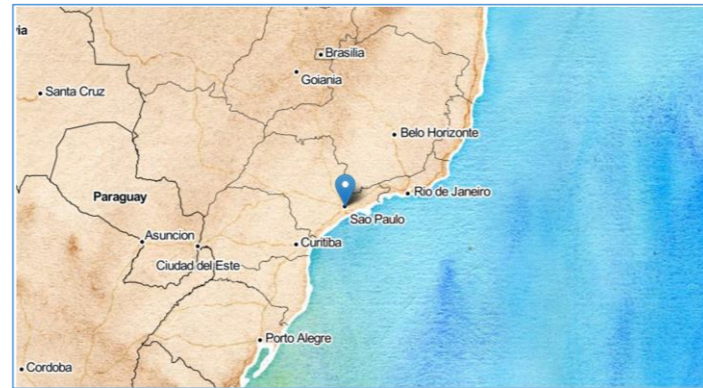 ia
Brasilia
Goiania
Santa Cruz
Belo Horizonte
Paraguay
Rio de Janeiro
Sao Paulo
Asuncion
Curitiba
Ciudad del Este
Porto Alegre
Cordoba